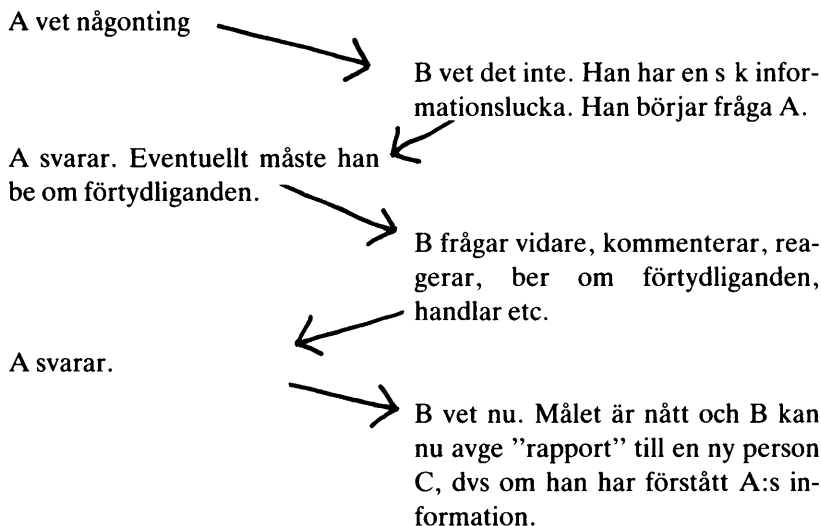 A vet någonting
B vet det inte. Han har en s k infor-
mationslucka. Han börjar fråga A.
A svarar. Eventuellt måste han
be om förtydliganden.
B frågar vidare, kommenterar, rea-
gerar, ber om förtydliganden,
handlar etc.
A svarar.
B vet nu. Målet är nått och B kan
nu avge ”rapport” till en ny person
C, dvs om han har förstått A:s in-
formation.